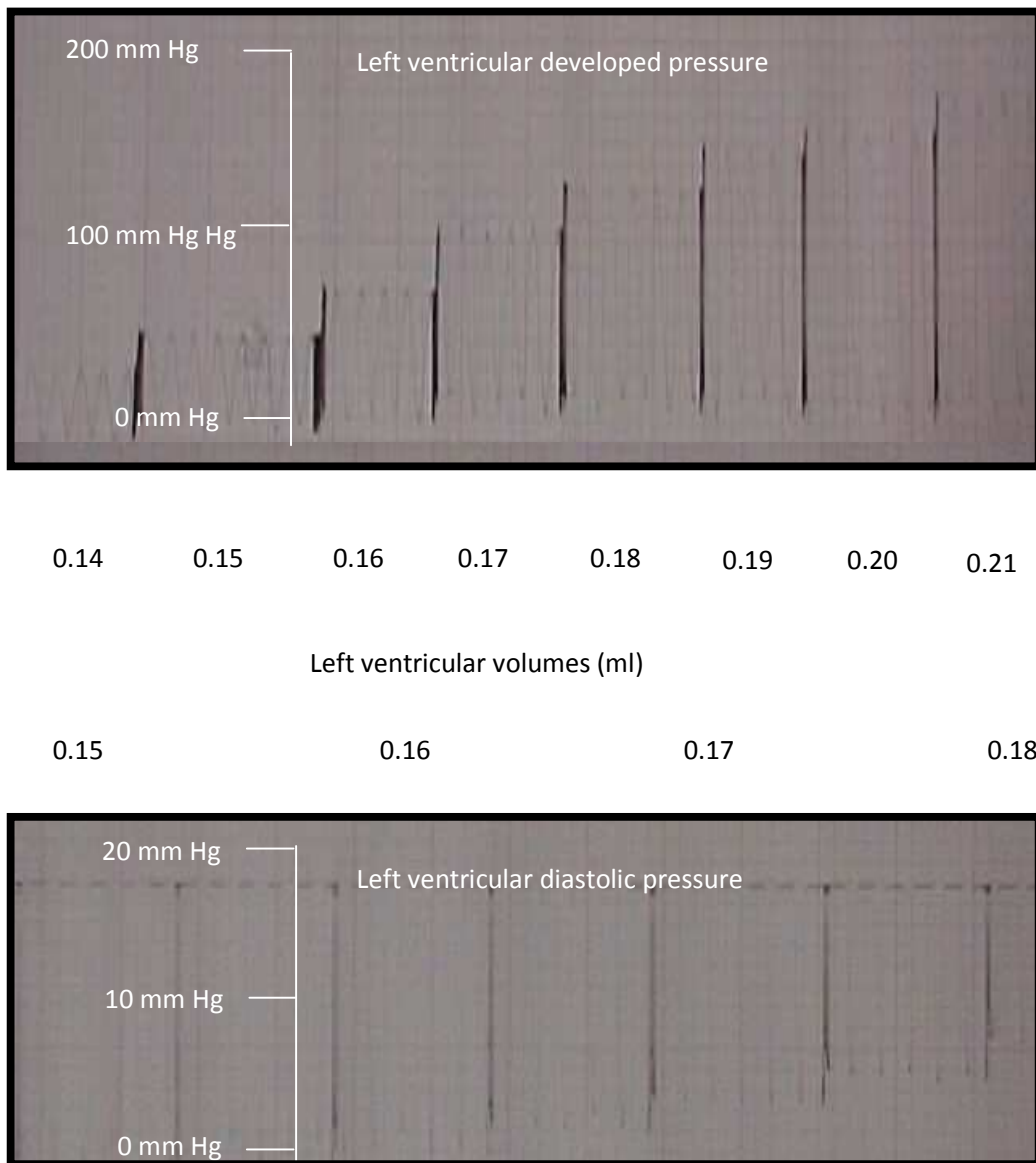 200 mm Hg
Left ventricular developed pressure
100 mm Hg Hg
0 mm Hg
0.14 0.15 0.16 0.17 0.18 0.19 0.20 0.21
Left ventricular volumes (ml)
0.15 0.16 0.17 0.18
20 mm Hg
Left ventricular diastolic pressure
10 mm Hg
0 mm Hg